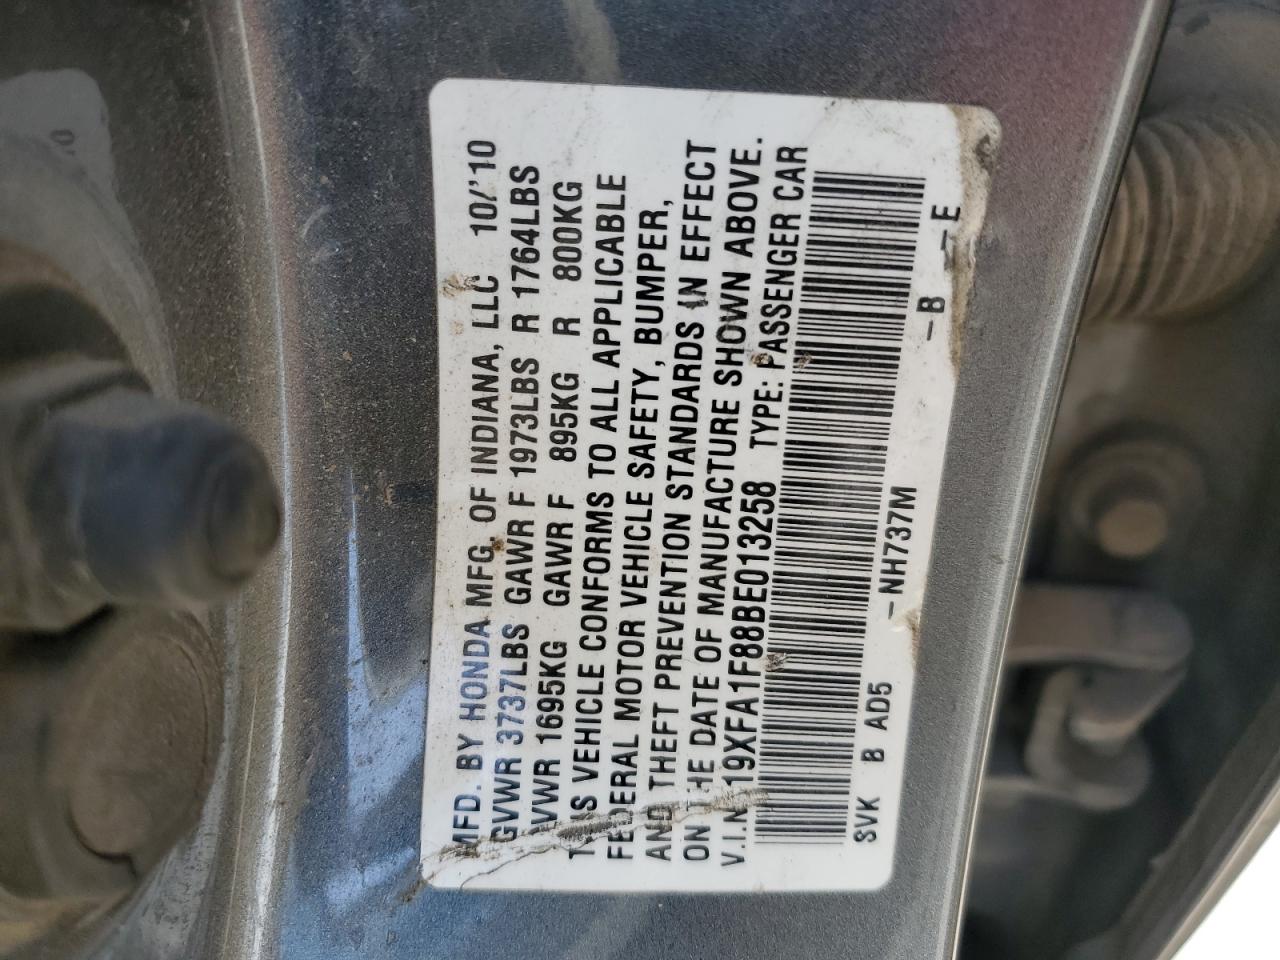 MFD. BY HONDA MFG. OF INDIANA, LLC 10/'10
GVWR 3737LBS GAWR F 1973LBS R 1764LBS
GVWR 1695KG GAWR F 895KG R 800KG
THIS VEHICLE CONFORMS TO ALL APPLICABLE
FEDERAL MOTOR VEHICLE SAFETY, BUMPER,
AND THEFT PREVENTION STANDARDS IN EFFECT
ON THE DATE OF MANUFACTURE SHOWN ABOVE.
V.I.N. 19XFA1F88BE013258 TYPE: PASSENGER CAR
SVK B AD5 –NH737M –B –E